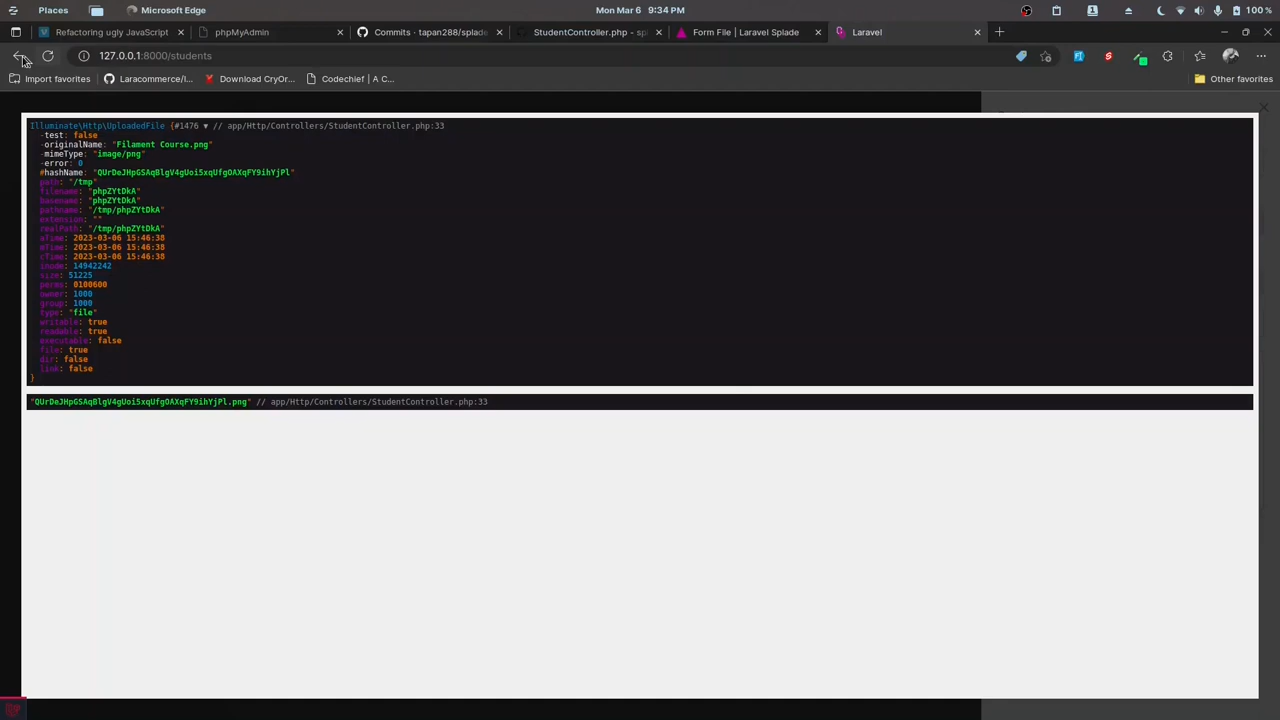 Places
Microsoft Edge
Mon Mar 6 9:34 PM
100 %
Refactoring ugly JavaScript
phpMyAdmin
Commits · tapan288/splade
StudentController.php - spl
Form File | Laravel Splade
Laravel
127.0.0.1:8000/students
Import favorites
Laracommerce/l...
Download CryOr...
Codechef | A C...
Other favorites
Illuminate\Http\UploadedFile {#1476 ▼ // app/Http/Controllers/StudentController.php:33
-test: false
-originalName: "Filament Course.png"
-mimeType: "image/png"
-error: 0
#hashName: "QUrDeJHpGSAqBlgV4gUoi5xqUfgOAXqFY9ihYjPl"
path: "/tmp"
filename: "phpZYtDkA"
basename: "phpZYtDkA"
pathname: "/tmp/phpZYtDkA"
extension: ""
realPath: "/tmp/phpZYtDkA"
aTime: 2023-03-06 15:46:38
mTime: 2023-03-06 15:46:38
cTime: 2023-03-06 15:46:38
inode: 14942242
size: 51225
perms: 0100600
owner: 1000
group: 1000
type: "file"
writable: true
readable: true
executable: false
file: true
dir: false
link: false
}
"QUrDeJHpGSAqBlgV4gUoi5xqUfgOAXqFY9ihYjPl.png" // app/Http/Controllers/StudentController.php:33